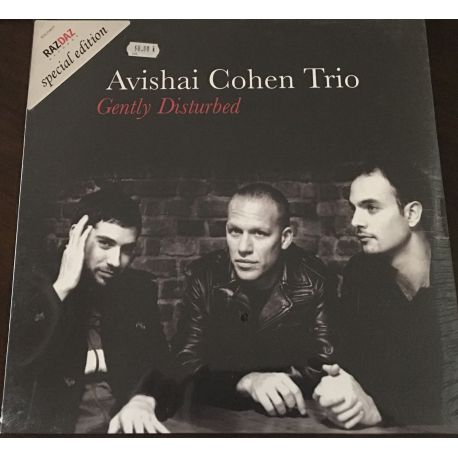 RAZDAZ
special edition
Avishai Cohen Trio
Gently Disturbed